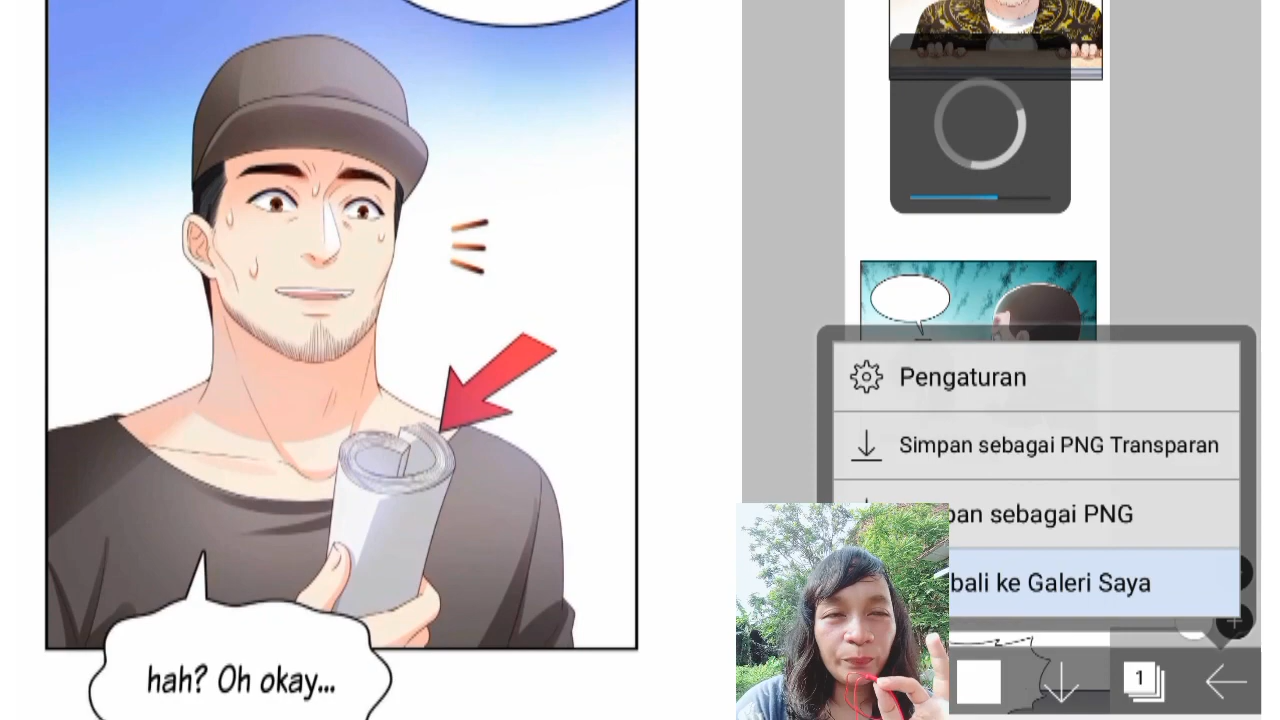 hah? Oh okay...
Pengaturan
Simpan sebagai PNG Transparan
pan sebagai PNG
bali ke Galeri Saya
1